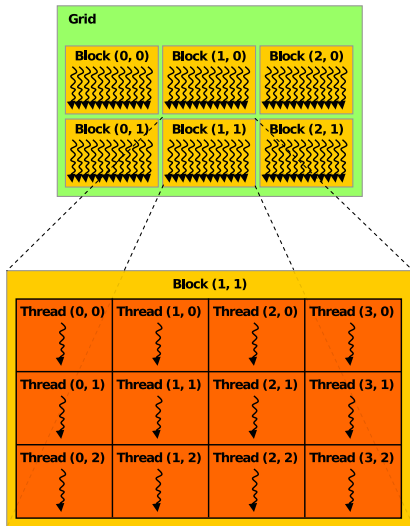 Grid
Block (0, 0) Block (1, 0) Block (2, 0)
Block (0, 1) Block (1, 1) Block (2, 1)
Block (1, 1)
Thread (0, 0) Thread (1, 0) Thread (2, 0) Thread (3, 0)
Thread (0, 1) Thread (1, 1) Thread (2, 1) Thread (3, 1)
Thread (0, 2) Thread (1, 2) Thread (2, 2) Thread (3, 2)